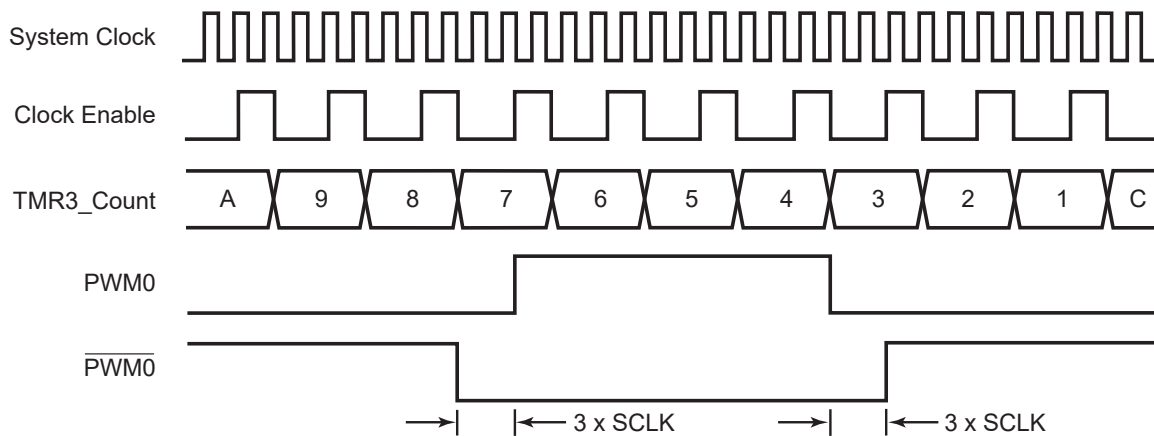 System Clock
Clock Enable
TMR3_Count A 9 8 7 6 5 4 3 2 1 C
PWM0
P̅W̅M̅0̅
3 x SCLK 3 x SCLK